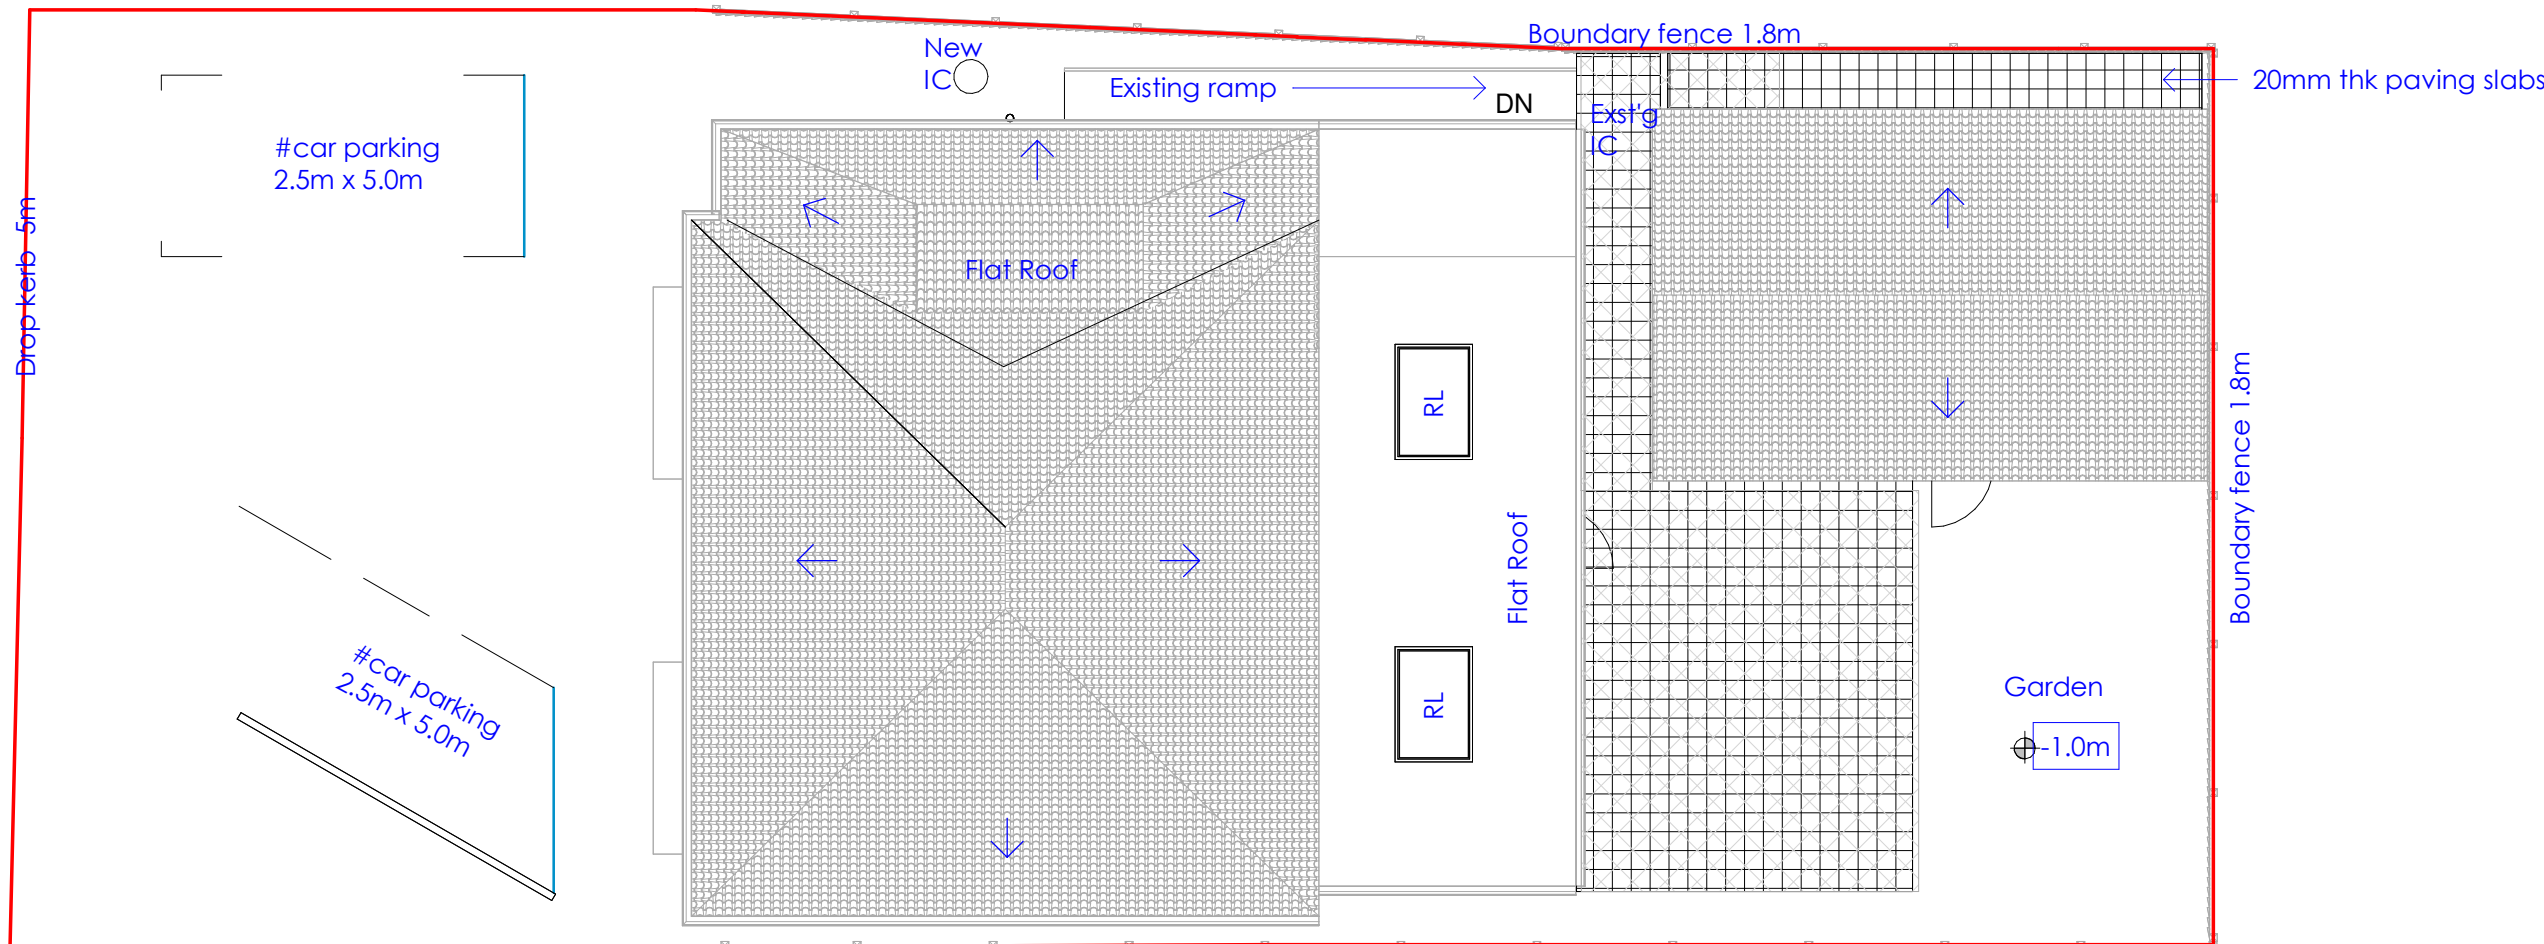 Boundary fence 1.8m
New
IC
Existing ramp
DN
20mm thk paving slabs
Exst'g
IC
#car parking
2.5m x 5.0m
Drop kerb 5m
Flat Roof
RL
Flat Roof
Boundary fence 1.8m
#car parking
2.5m x 5.0m
RL
Garden
-1.0m